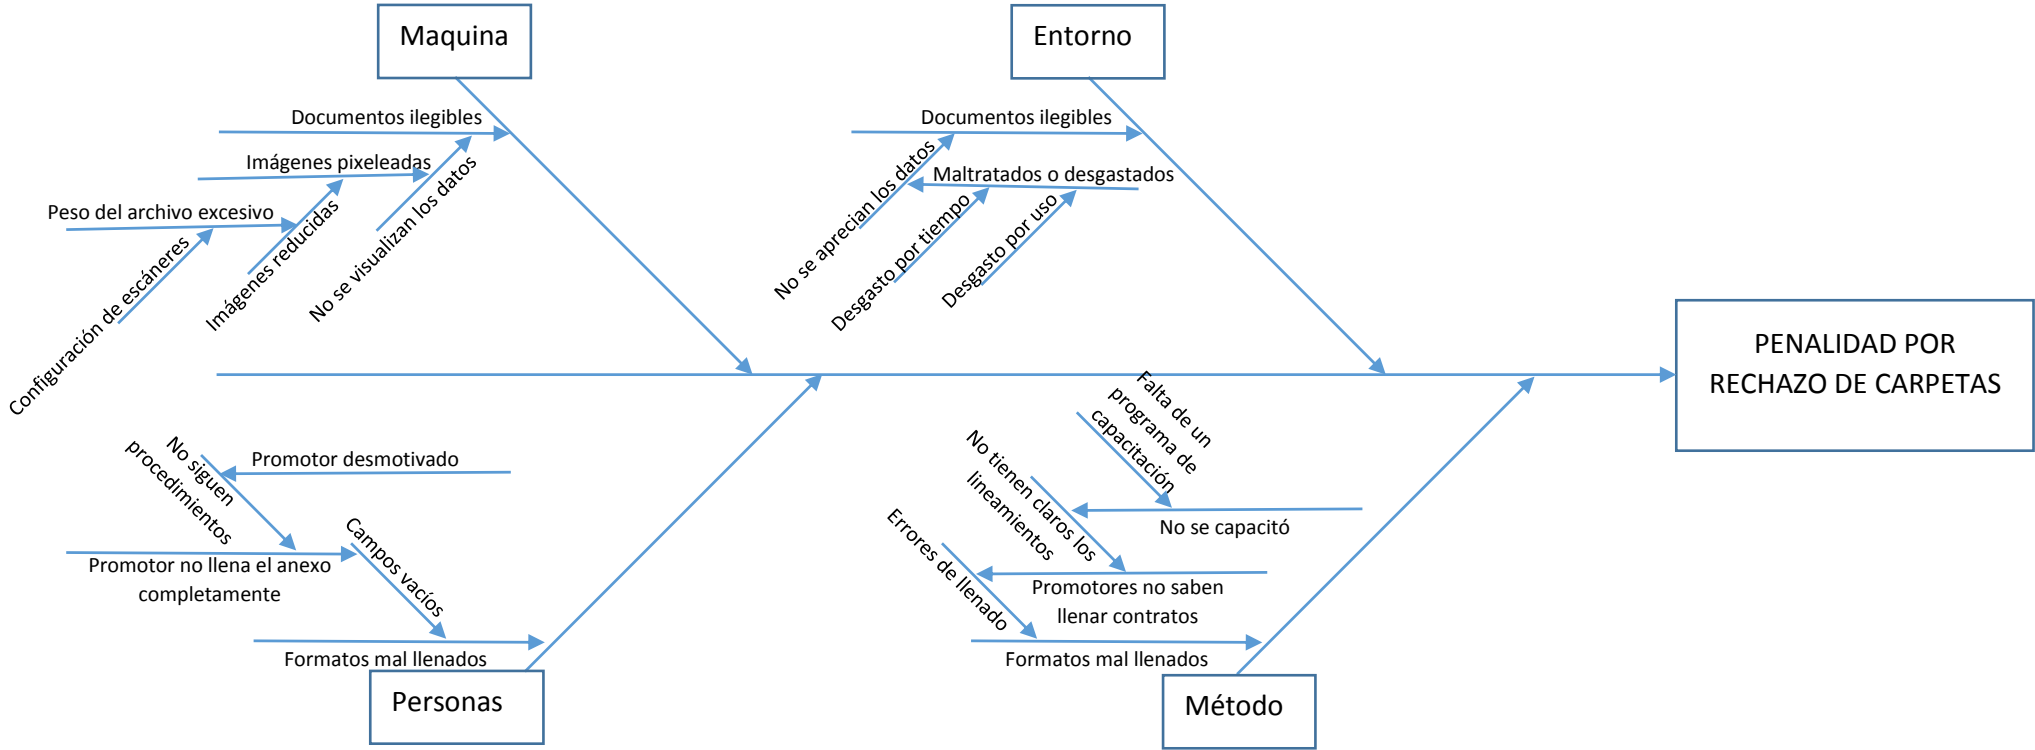 Maquina
Entorno
Documentos ilegibles
Imágenes pixeleadas
Peso del archivo excesivo
Configuración de escáneres
Imágenes reducidas
No se visualizan los datos
Documentos ilegibles
Maltratados o desgastados
No se aprecian los datos
Desgasto por tiempo
Desgasto por uso
PENALIDAD POR
RECHAZO DE CARPETAS
No siguen
procedimientos
Promotor desmotivado
Promotor no llena el anexo
completamente
Campos vacíos
Formatos mal llenados
Personas
Falta de un
programa de
capacitación
No se capacitó
No tienen claros los
lineamientos
Promotores no saben
llenar contratos
Errores de llenado
Formatos mal llenados
Método